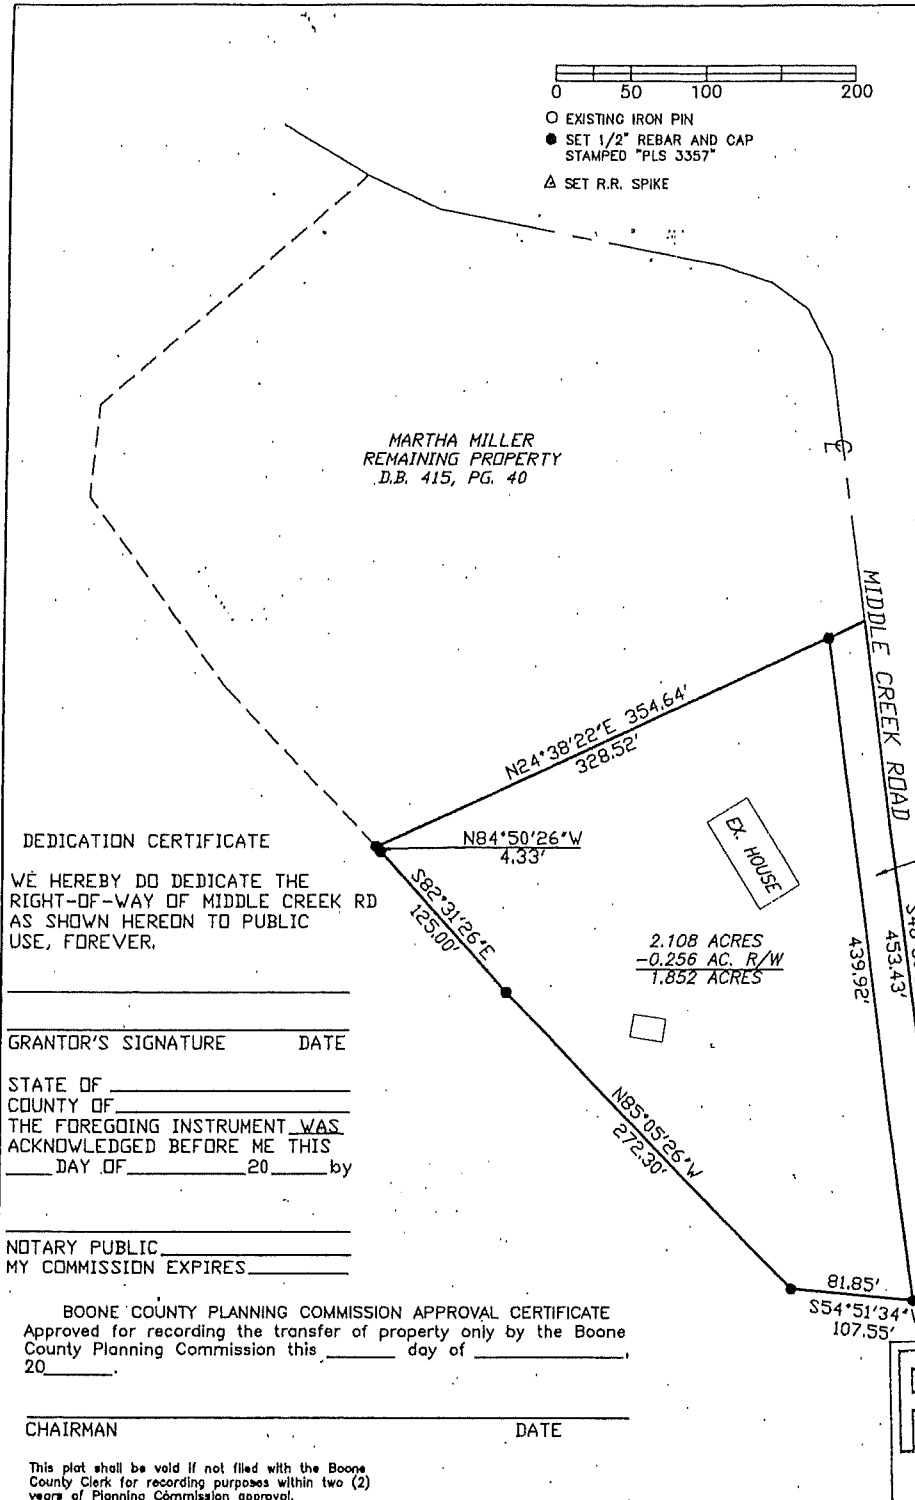 0 50 100 200
O EXISTING IRON PIN
● SET 1/2" REBAR AND CAP
STAMPED "PLS 3357"
△ SET R.R. SPIKE
MARTHA MILLER
REMAINING PROPERTY
D.B. 415, PG. 40
℄
MIDDLE CREEK ROAD
N24°38'22"E 354.64'
328.52'
N84°50'26"W
4.33'
EX. HOUSE
S82°31'26"E
125.00'
2.108 ACRES
-0.256 AC. R/W
1.852 ACRES
439.92'
453.43'
N85°05'26"W
272.30'
81.85'
S54°51'34"W
107.55'
DEDICATION CERTIFICATE
WE HEREBY DO DEDICATE THE
RIGHT-OF-WAY OF MIDDLE CREEK RD
AS SHOWN HEREON TO PUBLIC
USE, FOREVER.
GRANTOR'S SIGNATURE DATE
STATE OF
COUNTY OF
THE FOREGOING INSTRUMENT WAS
ACKNOWLEDGED BEFORE ME THIS
____ DAY OF __________ 20____ by
NOTARY PUBLIC
MY COMMISSION EXPIRES
BOONE COUNTY PLANNING COMMISSION APPROVAL CERTIFICATE
Approved for recording the transfer of property only by the Boone
County Planning Commission this ______ day of ____________,
20______.
CHAIRMAN DATE
This plat shall be void if not filed with the Boone
County Clerk for recording purposes within two (2)
years of Planning Commission approval.